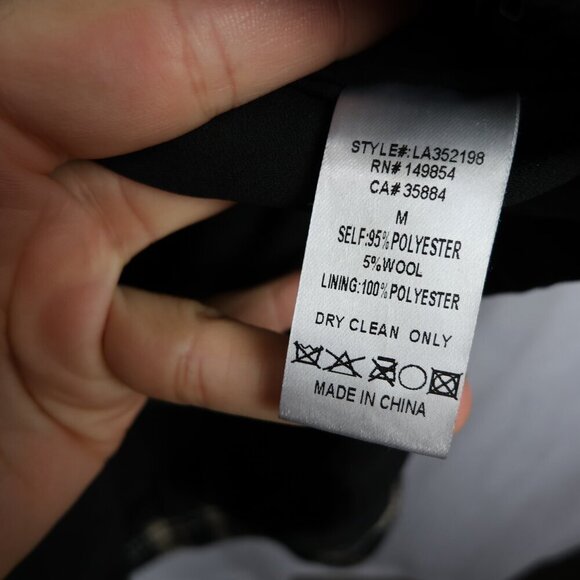 STYLE#:LA352198
RN#149854
CA#35884
M
SELF:95%POLYESTER
5%WOOL
LINING:100%POLYESTER
DRY CLEAN ONLY
MADE IN CHINA